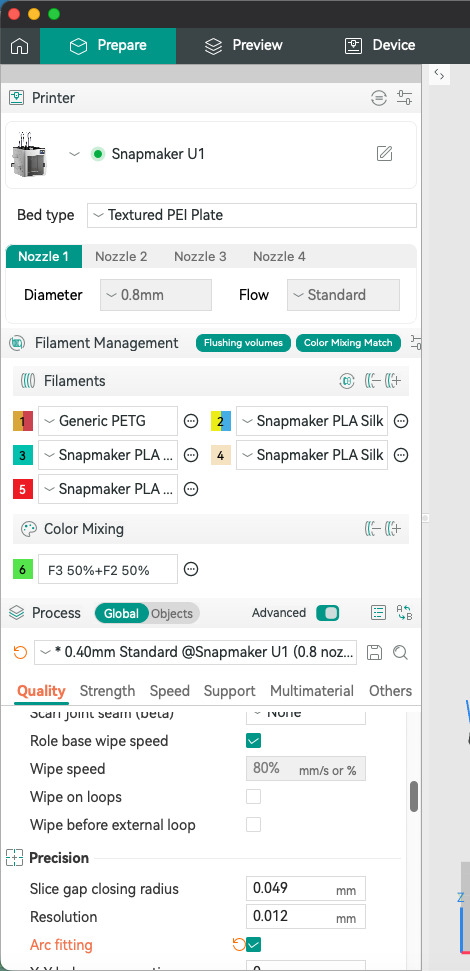 Prepare Preview Device
Printer
Snapmaker U1
Bed type Textured PEI Plate
Nozzle 1 Nozzle 2 Nozzle 3 Nozzle 4
Diameter 0.8mm Flow Standard
Filament Management Flushing volumes Color Mixing Match
Filaments
1 Generic PETG 2 Snapmaker PLA Silk
3 Snapmaker PLA ... 4 Snapmaker PLA Silk
5 Snapmaker PLA ...
Color Mixing
6 F3 50%+F2 50%
Process Global Objects Advanced
* 0.40mm Standard @Snapmaker U1 (0.8 noz...
Quality Strength Speed Support Multimaterial Others
Scarf joint seam (beta) None
Role base wipe speed
Wipe speed 80% mm/s or %
Wipe on loops
Wipe before external loop
Precision
Slice gap closing radius 0.049 mm
Resolution 0.012 mm
Arc fitting
Z